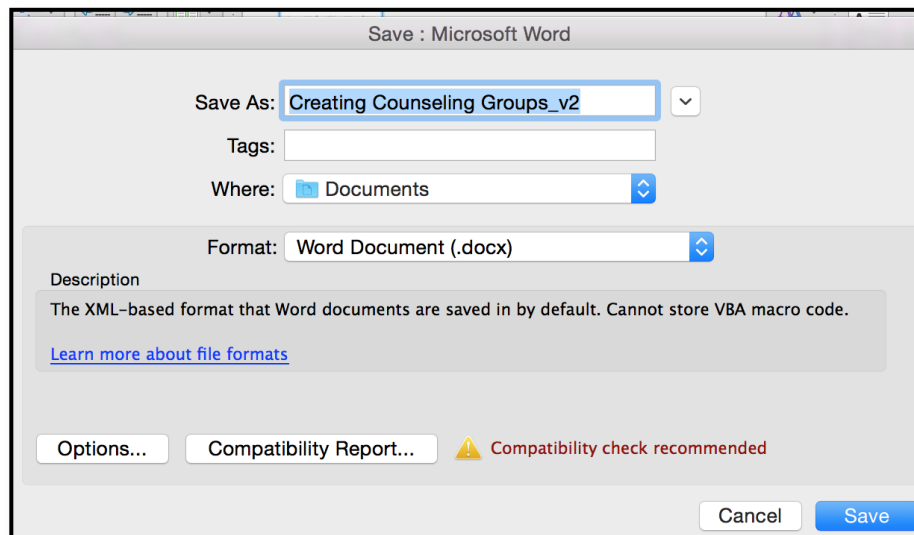 Save : Microsoft Word
Save As: Creating Counseling Groups_v2
Tags:
Where: Documents
Format: Word Document (.docx)
Description
The XML-based format that Word documents are saved in by default. Cannot store VBA macro code.
Learn more about file formats
Options... Compatibility Report... Compatibility check recommended
Cancel Save